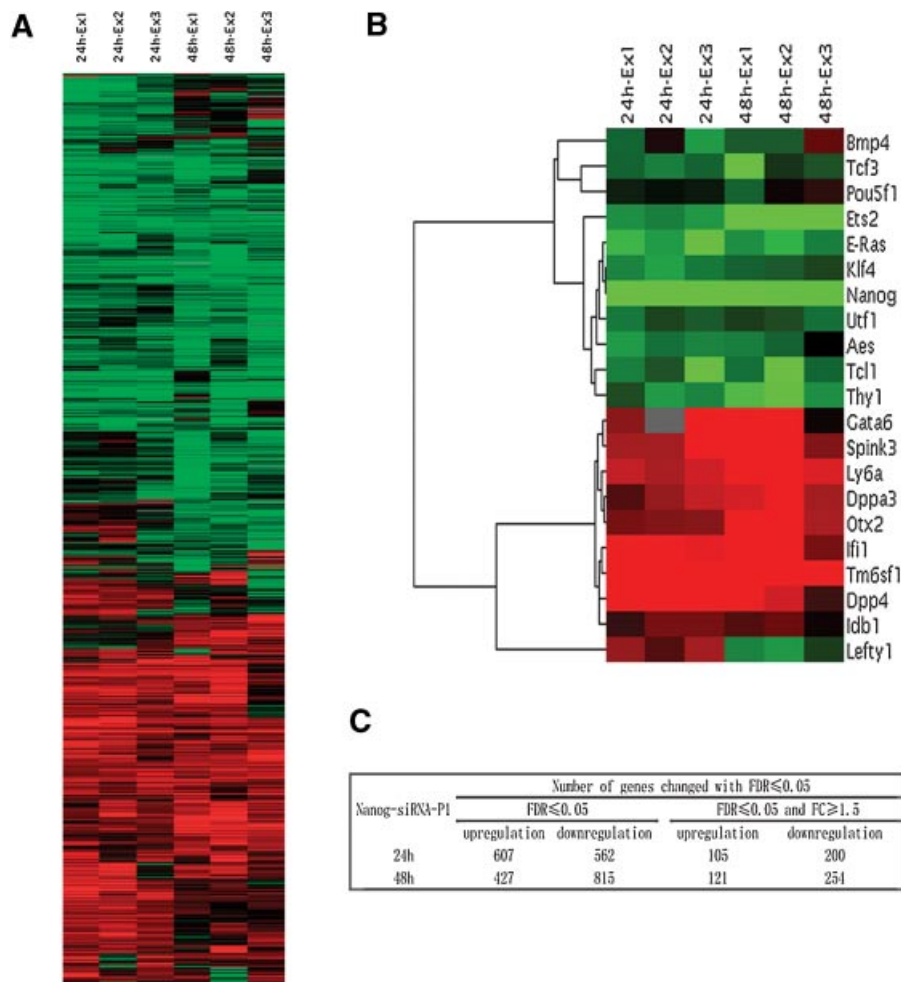 A
24h-Ex1 24h-Ex2 24h-Ex3 48h-Ex1 48h-Ex2 48h-Ex3
B
24h-Ex1 24h-Ex2 24h-Ex3 48h-Ex1 48h-Ex2 48h-Ex3
Bmp4
Tcf3
Pou5f1
Ets2
E-Ras
Klf4
Nanog
Utf1
Aes
Tcl1
Thy1
Gata6
Spink3
Ly6a
Dppa3
Otx2
Ifi1
Tm6sf1
Dpp4
Idb1
Lefty1
C
Number of genes changed with FDR≤0.05
Nanog-siRNA-P1 FDR≤0.05 FDR≤0.05 and FC≥1.5
upregulation downregulation upregulation downregulation
24h 607 562 105 200
48h 427 815 121 254